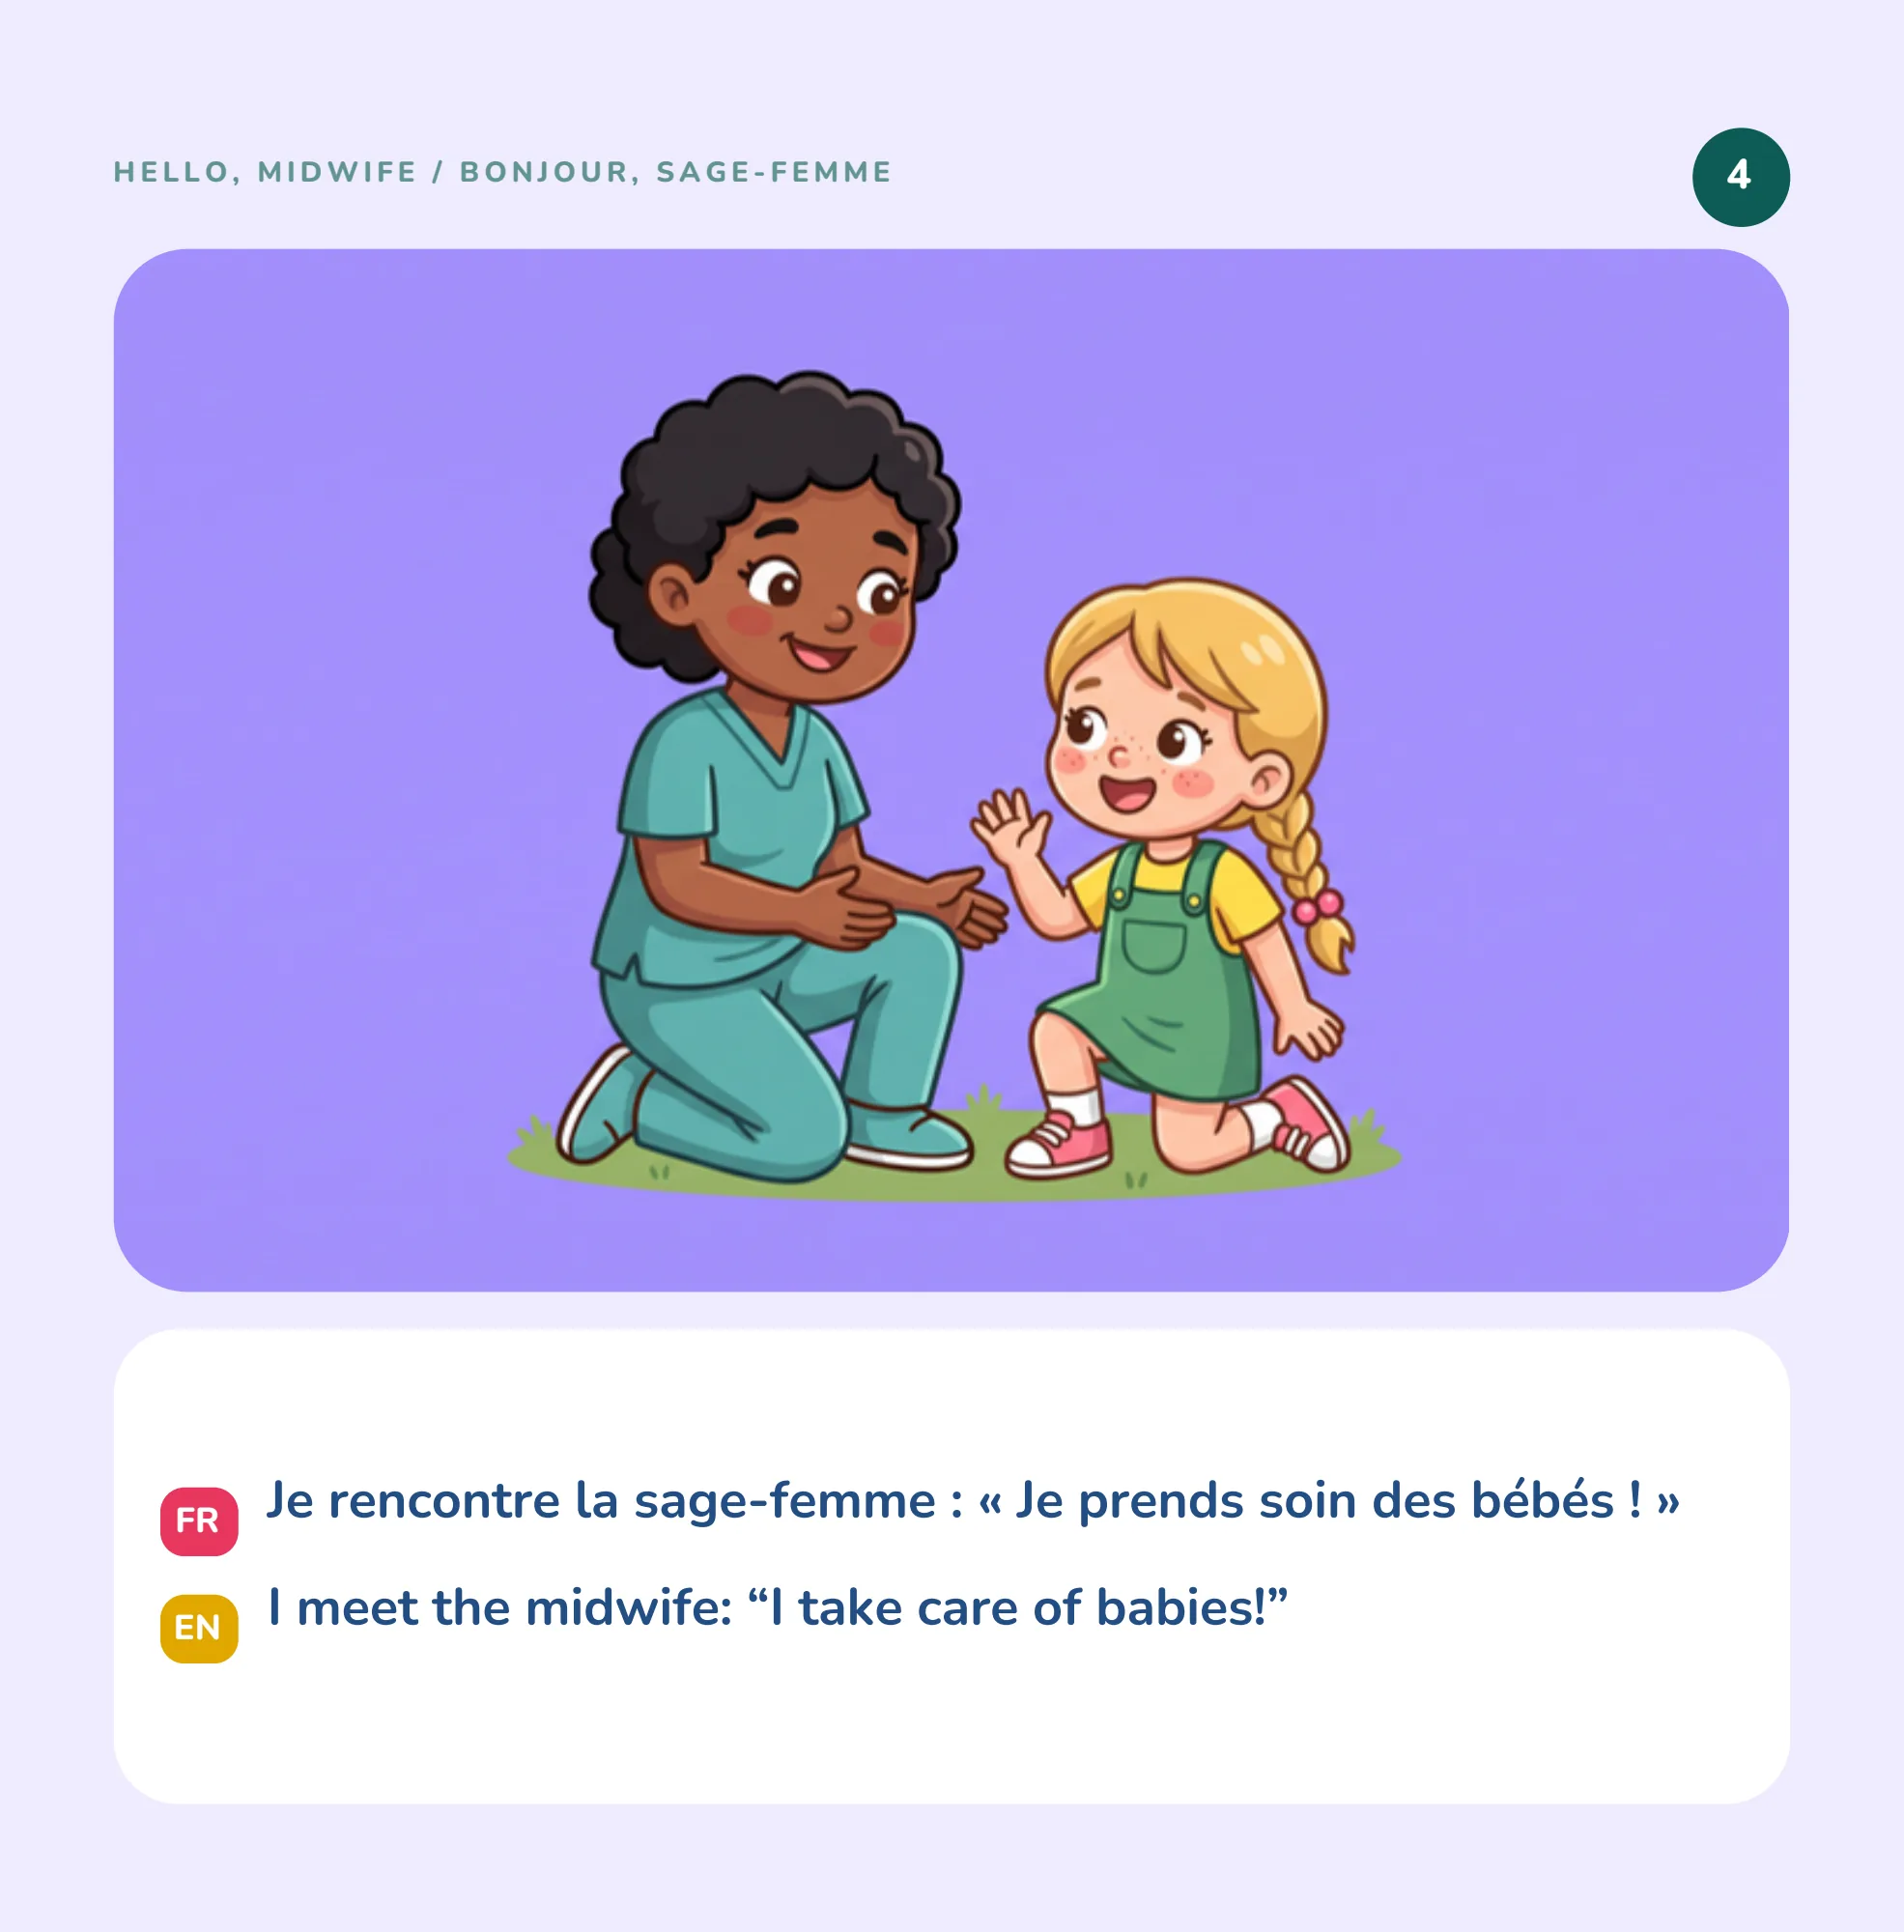 HELLO, MIDWIFE / BONJOUR, SAGE-FEMME
4
FR Je rencontre la sage-femme : « Je prends soin des bébés ! »
EN I meet the midwife: “I take care of babies!”